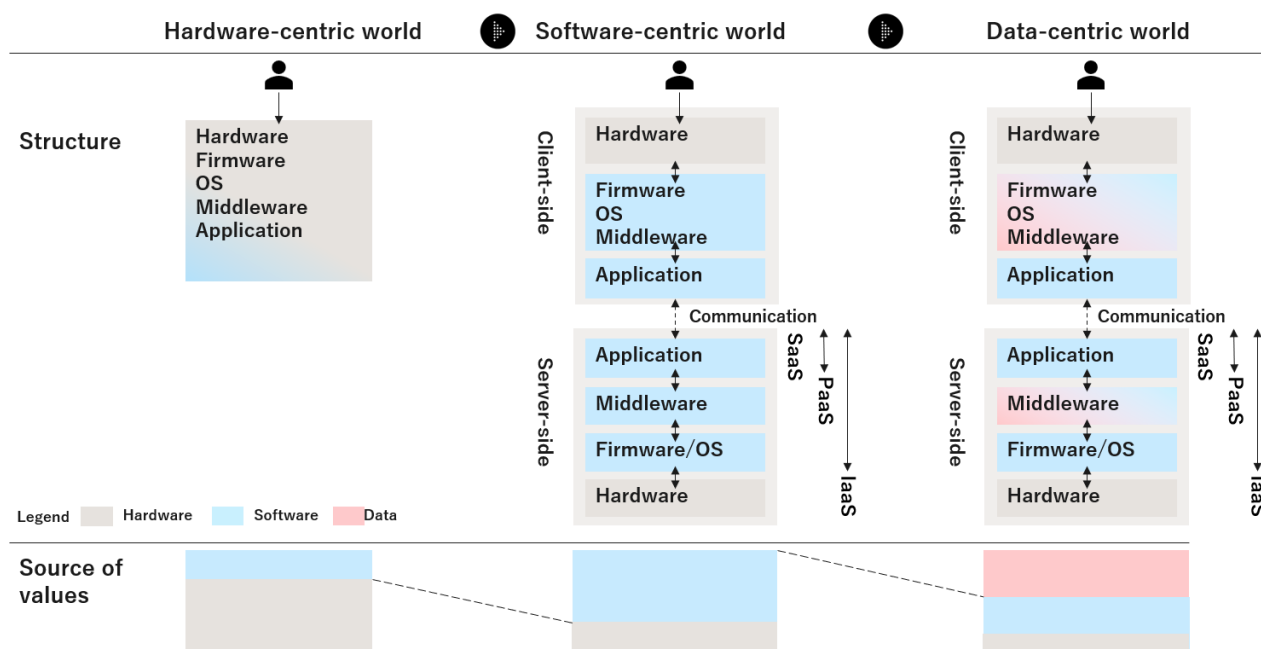 Hardware-centric world
Software-centric world
Data-centric world
Structure
Hardware
Firmware
OS
Middleware
Application
Client-side
Hardware
Firmware
OS
Middleware
Application
Communication
Server-side
Application
Middleware
Firmware/OS
Hardware
SaaS
PaaS
IaaS
Client-side
Hardware
Firmware
OS
Middleware
Application
Communication
Server-side
Application
Middleware
Firmware/OS
Hardware
SaaS
PaaS
IaaS
Legend
Hardware
Software
Data
Source of
values